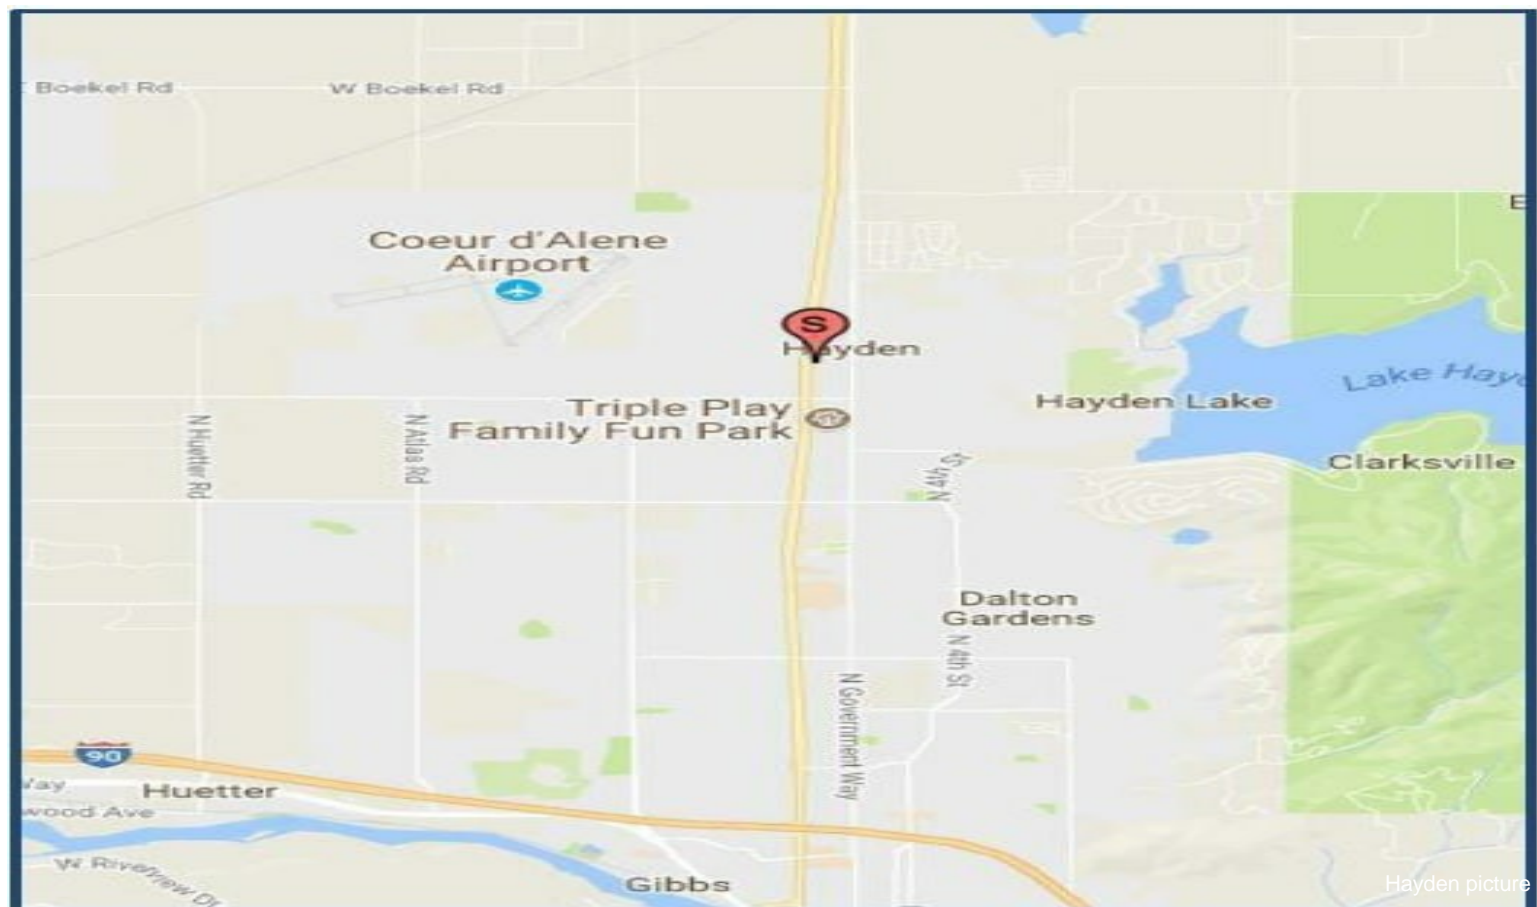 Boekel Rd
W Boekel Rd
E
Coeur d'Alene
Airport
S
Hayden
Triple Play
Family Fun Park
Hayden Lake
Lake Hayd
Clarksville
N Huetter Rd
N Atlas Rd
N 4th St
Dalton
Gardens
N 4th St
N Government Way
90
Way
Huetter
wood Ave
W Riverview Dr
Gibbs
Hayden picture